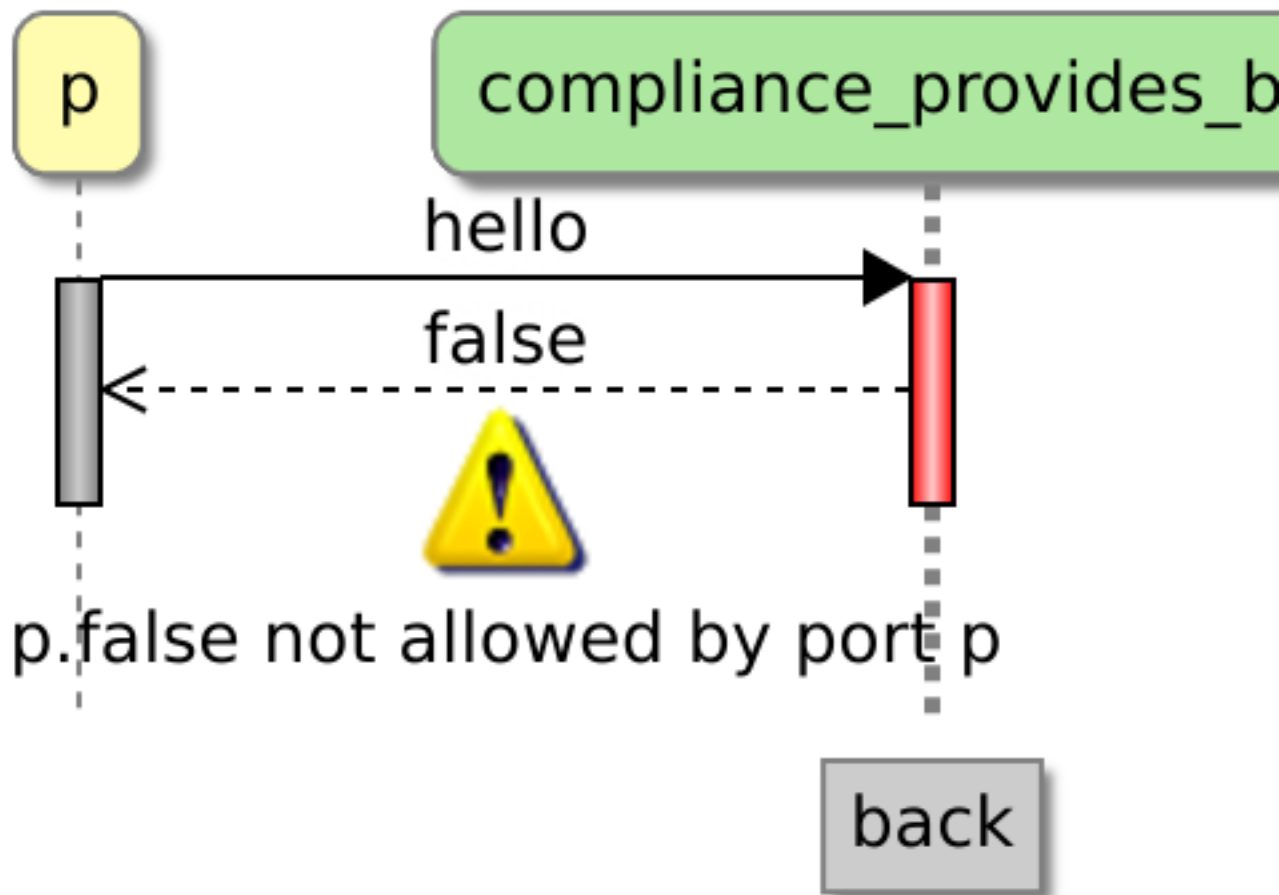 p
compliance_provides_b
hello
false
p.false not allowed by port p
back